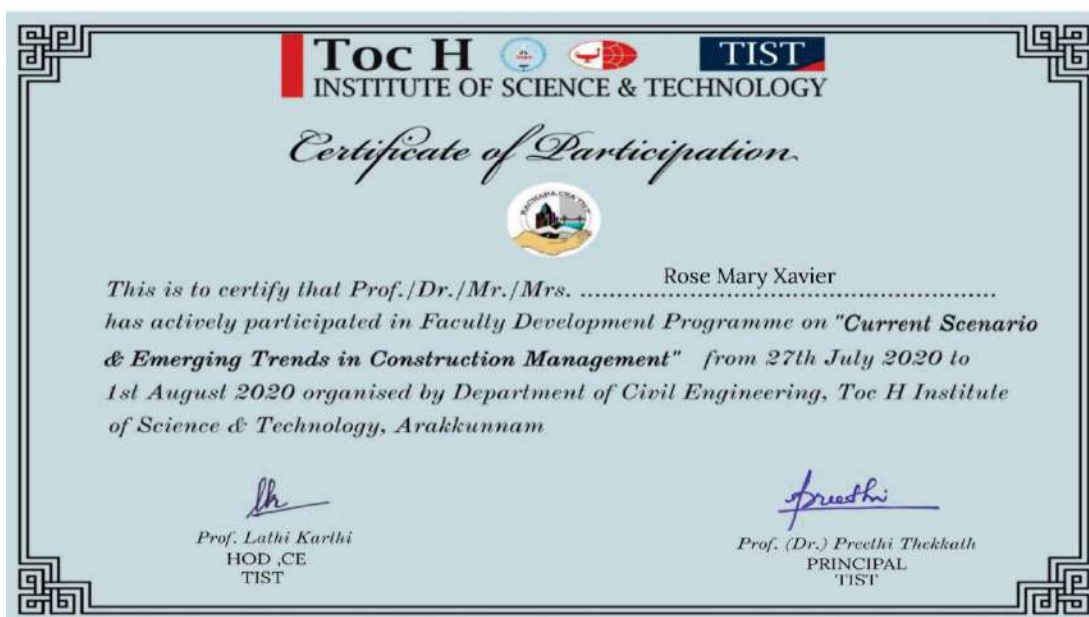 Toc H TIST
INSTITUTE OF SCIENCE & TECHNOLOGY
Certificate of Participation
RACHANA-CHA TIST
This is to certify that Prof./Dr./Mr./Mrs. ........ Rose Mary Xavier ........
has actively participated in Faculty Development Programme on "Current Scenario
& Emerging Trends in Construction Management" from 27th July 2020 to
1st August 2020 organised by Department of Civil Engineering, Toc H Institute
of Science & Technology, Arakkunnam
Preethi
Prof. Lathi Karthi
HOD ,CE
TIST
Prof. (Dr.) Preethi Thekkath
PRINCIPAL
TIST